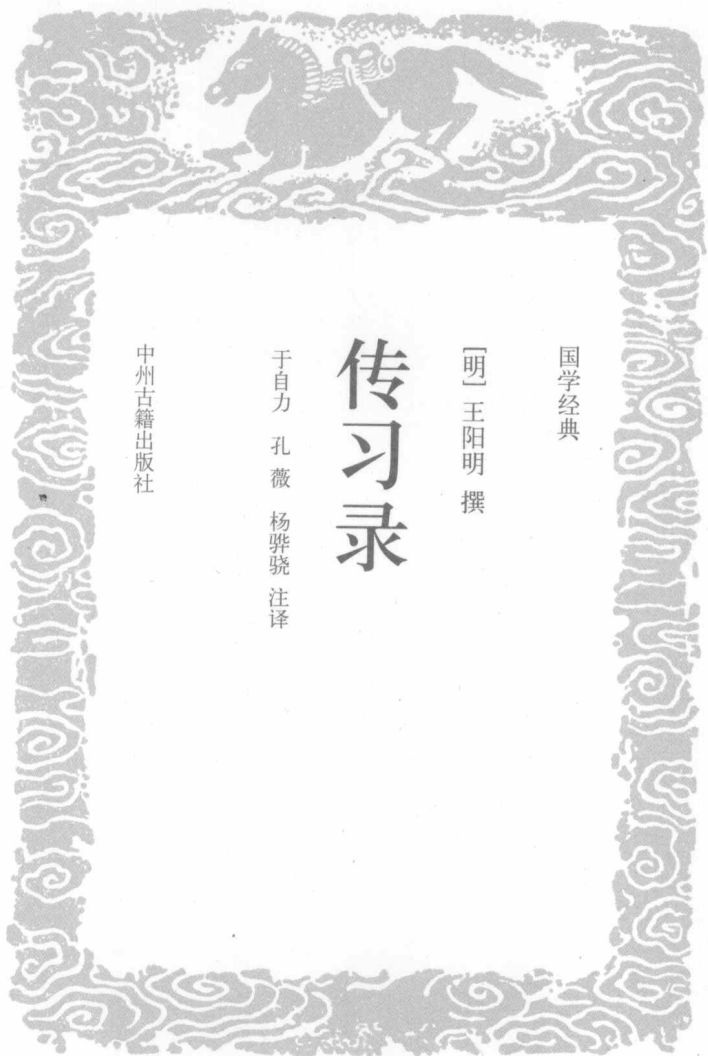 国学经典
［明］王阳明 撰
传习录
于自力 孔 薇 杨骅骁 注译
中州古籍出版社